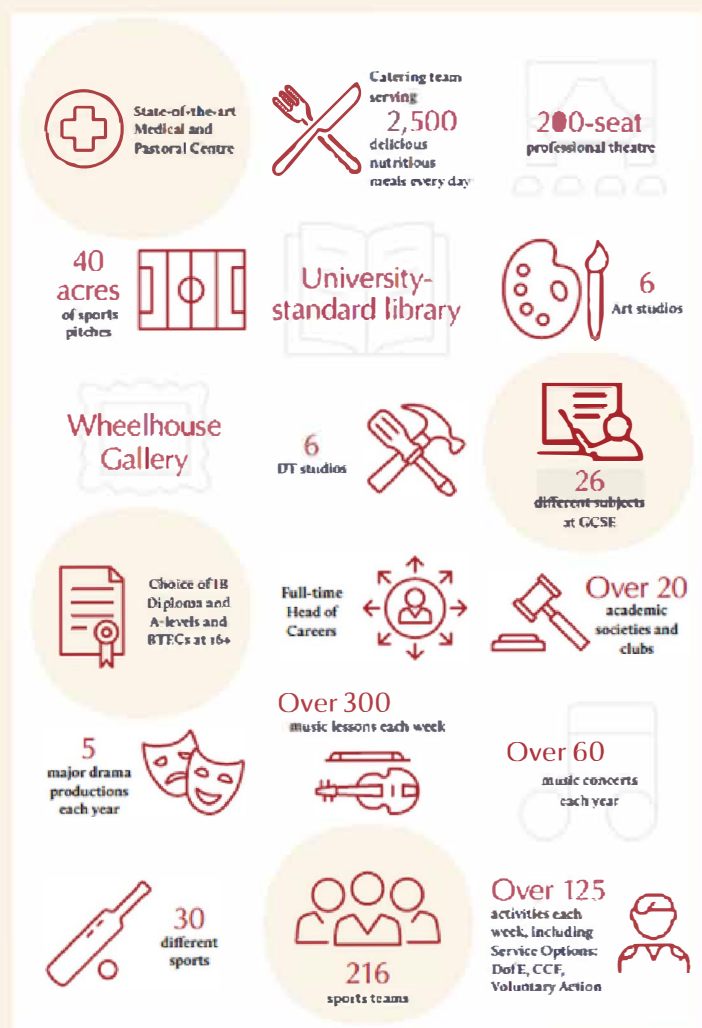 State-of-the-art
Medical and
Pastoral Centre
Catering team
serving
2,500
delicious
nutritious
meals every day
200-seat
professional theatre
40
acres
of sports
pitches
University-
standard library
6
Art studios
Wheelhouse
Gallery
6
DT studios
26
different subjects
at GCSE
Choice of IB
Diploma and
A-levels and
BTECs at 16+
Full-time
Head of
Careers
Over 20
academic
societies and
clubs
5
major drama
productions
each year
Over 300
music lessons each week
Over 60
music concerts
each year
30
different
sports
216
sports teams
Over 125
activities each
week, including
Service Options:
DofE, CCF,
Voluntary Action